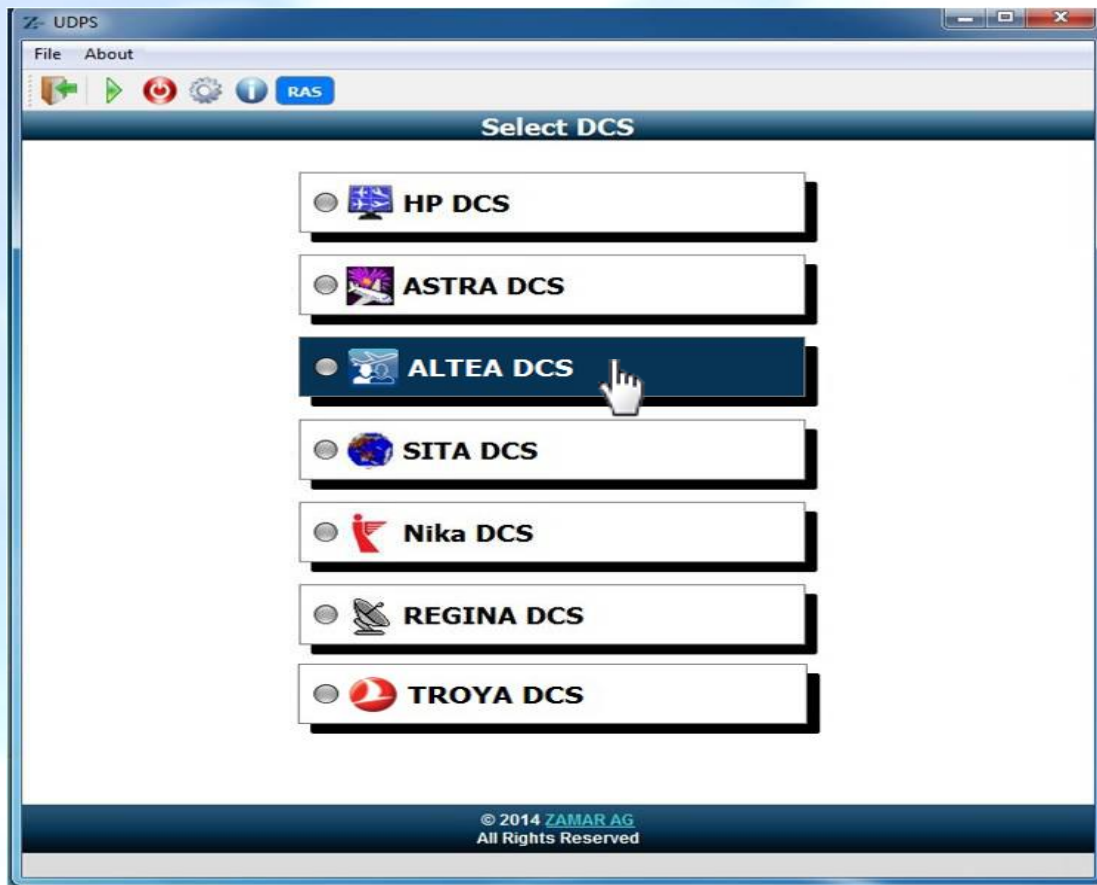 UDPS
File About
RAS
Select DCS
HP DCS
ASTRA DCS
ALTEA DCS
SITA DCS
Nika DCS
REGINA DCS
TROYA DCS
© 2014 ZAMAR AG
All Rights Reserved